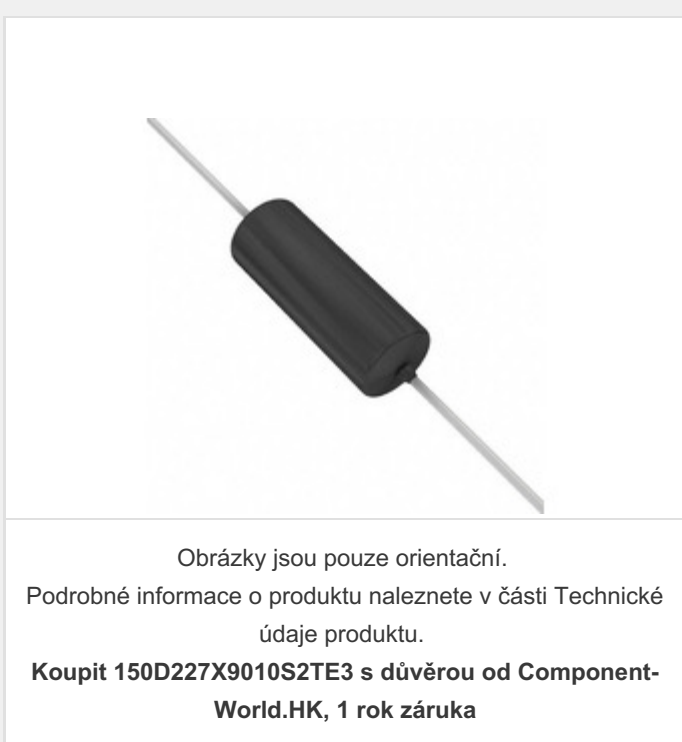 Obrázky jsou pouze orientační.
Podrobné informace o produktu naleznete v části Technické
údaje produktu.
Koupit 150D227X9010S2TE3 s důvěrou od Component-
World.HK, 1 rok záruka